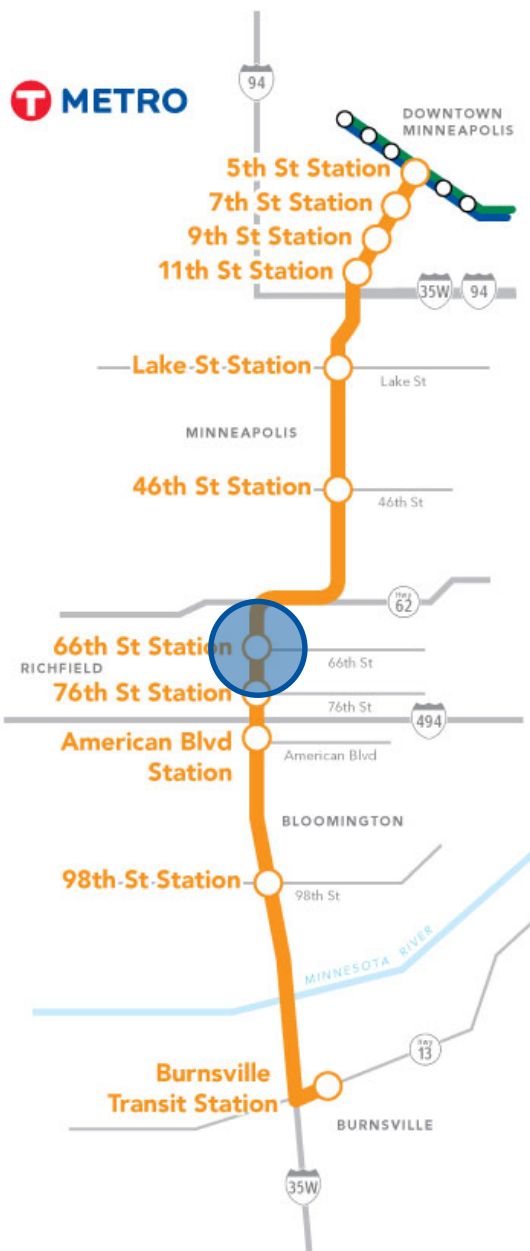 94
T METRO
DOWNTOWN
MINNEAPOLIS
5th St Station
7th St Station
9th St Station
11th St Station
35W
94
Lake St Station
Lake St
MINNEAPOLIS
46th St Station
46th St
Hwy
62
66th St Station
66th St
RICHFIELD
76th St Station
76th St
494
American Blvd
Station
American Blvd
BLOOMINGTON
98th St Station
98th St
MINNESOTA RIVER
Hwy
13
Burnsville
Transit Station
BURNSVILLE
35W